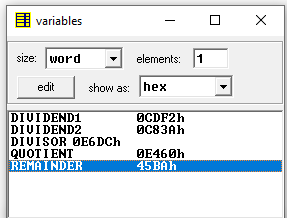 variables
size: word elements: 1
edit show as: hex
DIVIDEND1 0CDF2h
DIVIDEND2 0C83Ah
DIVISOR 0E6DCh
QUOTIENT 0E460h
REMAINDER 45BAh